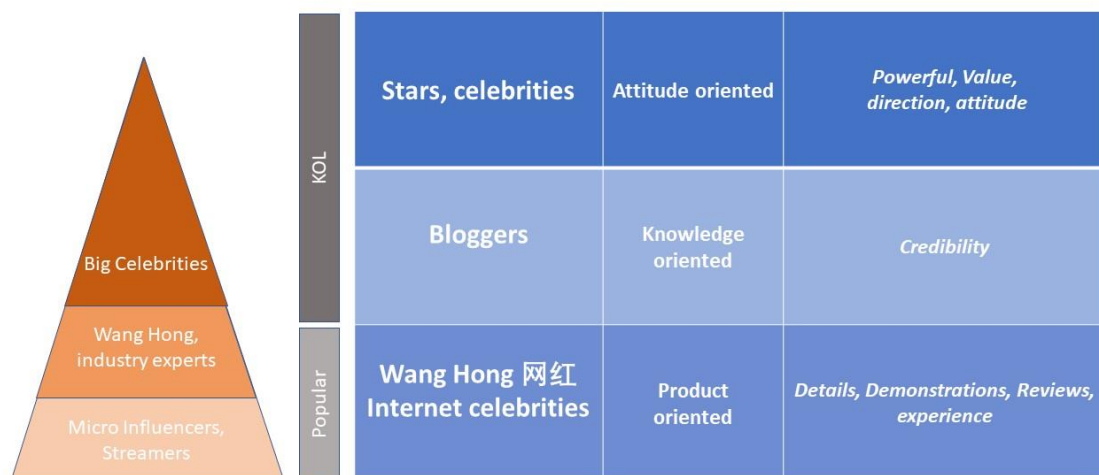 Big Celebrities
Wang Hong,
industry experts
Micro Influencers,
Streamers
KOL
Popular
Stars, celebrities
Attitude oriented
Powerful, Value,
direction, attitude
Bloggers
Knowledge
oriented
Credibility
Wang Hong 网红
Internet celebrities
Product
oriented
Details, Demonstrations, Reviews,
experience